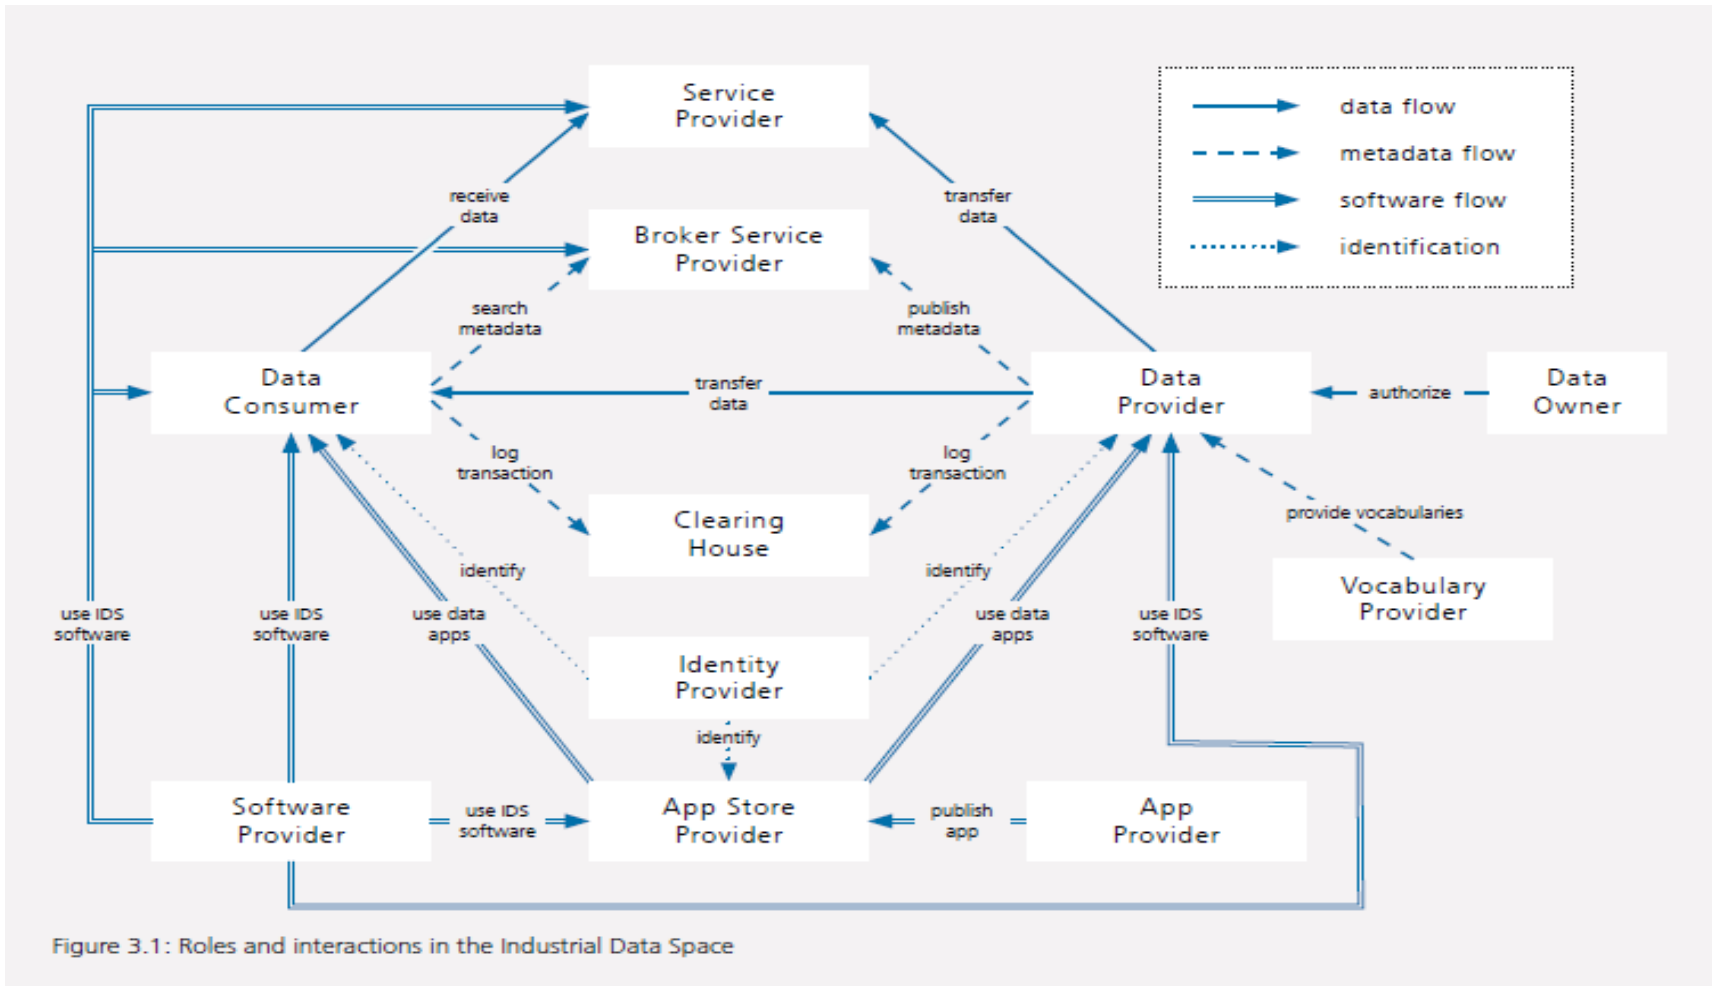 Service
Provider
data flow
metadata flow
software flow
identification
receive
data
transfer
data
Broker Service
Provider
search
metadata
publish
metadata
Data
Consumer
transfer
data
Data
Provider
authorize
Data
Owner
log
transaction
log
transaction
Clearing
House
provide vocabularies
identify
identify
Vocabulary
Provider
use IDS
software
use IDS
software
use data
apps
use data
apps
use IDS
software
Identity
Provider
identify
Software
Provider
use IDS
software
App Store
Provider
publish
app
App
Provider
Figure 3.1: Roles and interactions in the Industrial Data Space